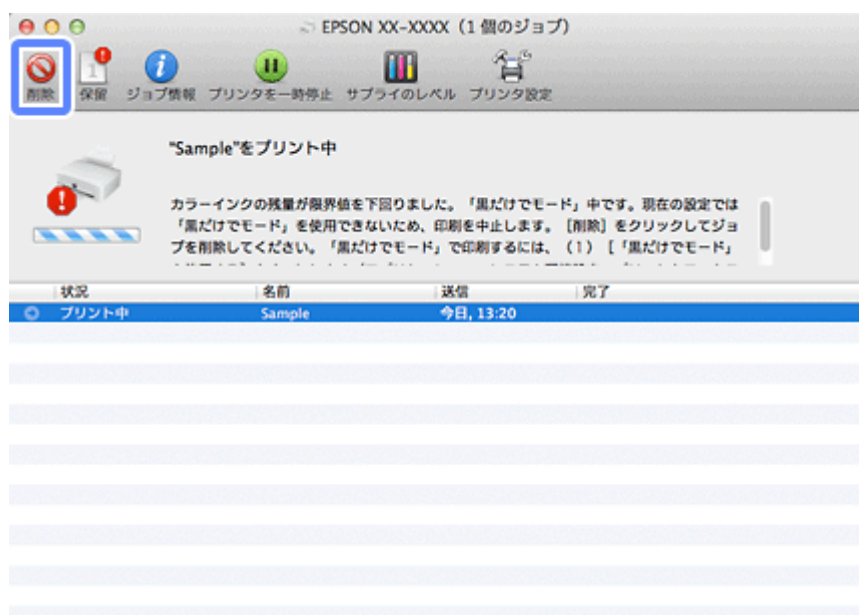 EPSON XX-XXXX（1 個のジョブ）
削除 保留 ジョブ情報 プリンタを一時停止 サプライのレベル プリンタ設定
"Sample"をプリント中
カラーインクの残量が限界値を下回りました。「黒だけでモード」中です。現在の設定では
「黒だけでモード」を使用できないため、印刷を中止します。［削除］をクリックしてジョ
ブを削除してください。「黒だけでモード」で印刷するには、（1）［「黒だけでモード」
状況 名前 送信 完了
プリント中 Sample 今日, 13:20